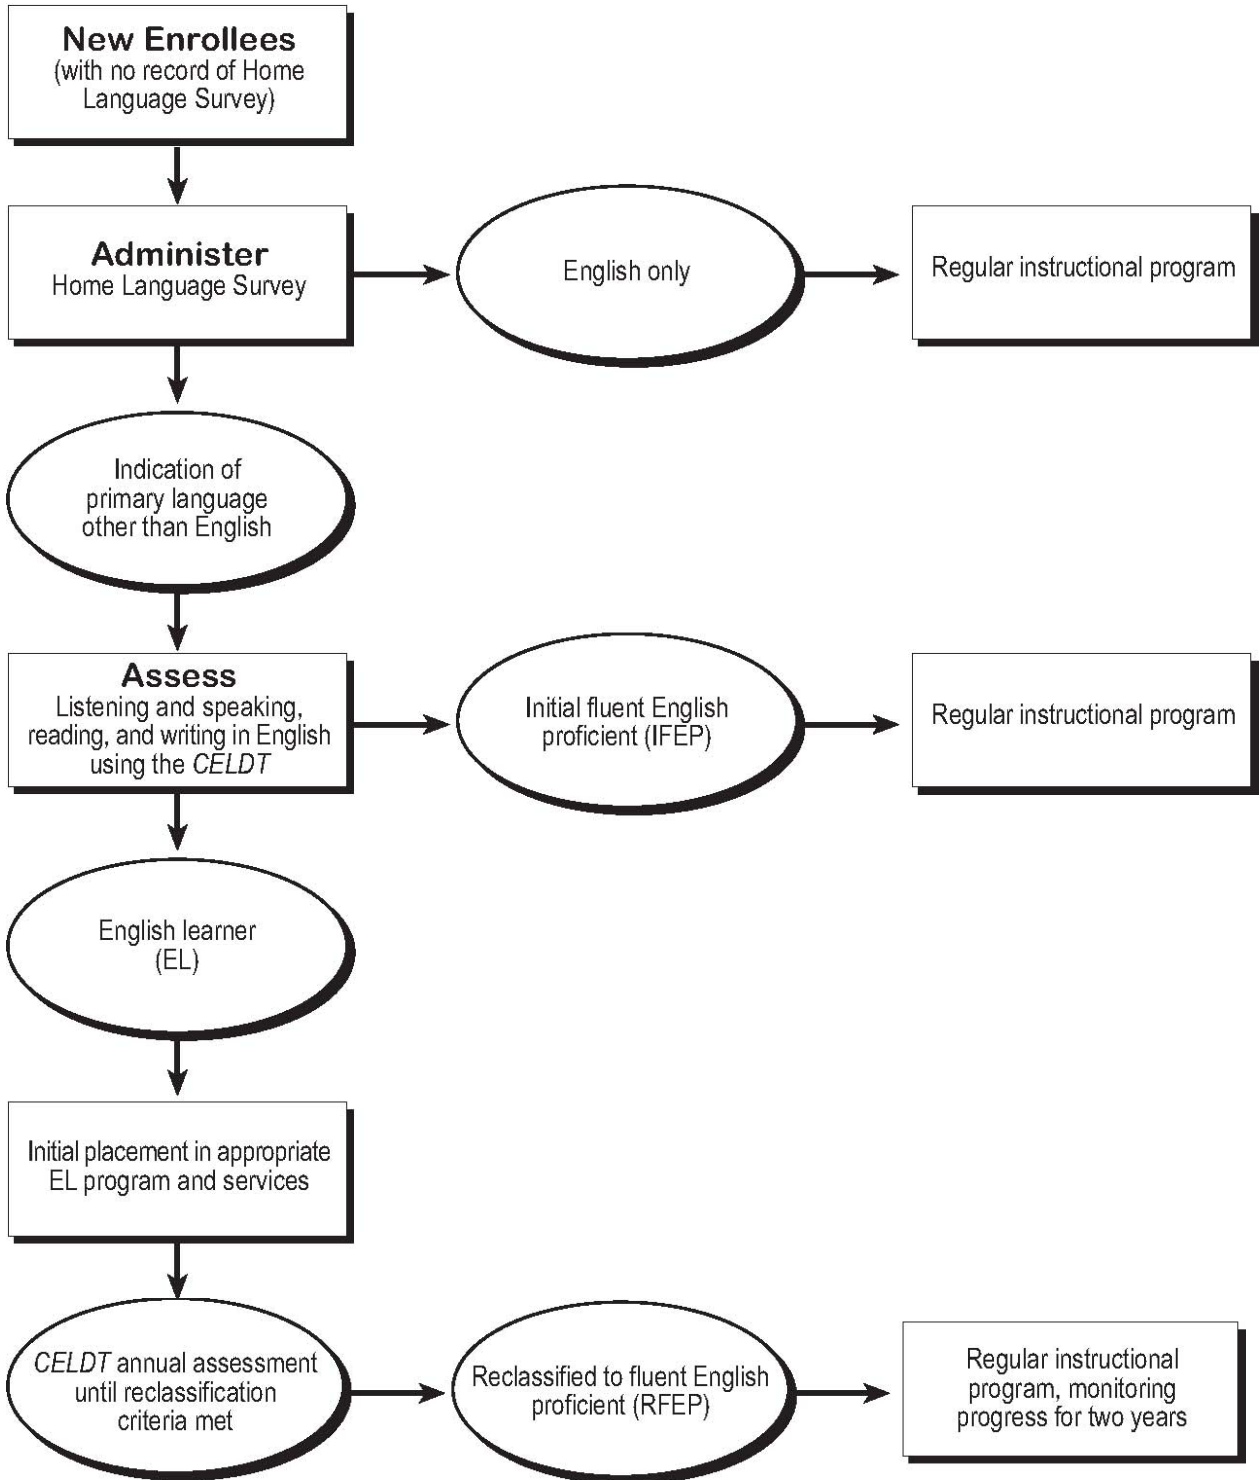 New Enrollees
(with no record of Home
Language Survey)
Administer
Home Language Survey
English only
Regular instructional program
Indication of
primary language
other than English
Assess
Listening and speaking,
reading, and writing in English
using the CELDT
Initial fluent English
proficient (IFEP)
Regular instructional program
English learner
(EL)
Initial placement in appropriate
EL program and services
CELDT annual assessment
until reclassification
criteria met
Reclassified to fluent English
proficient (RFEP)
Regular instructional
program, monitoring
progress for two years